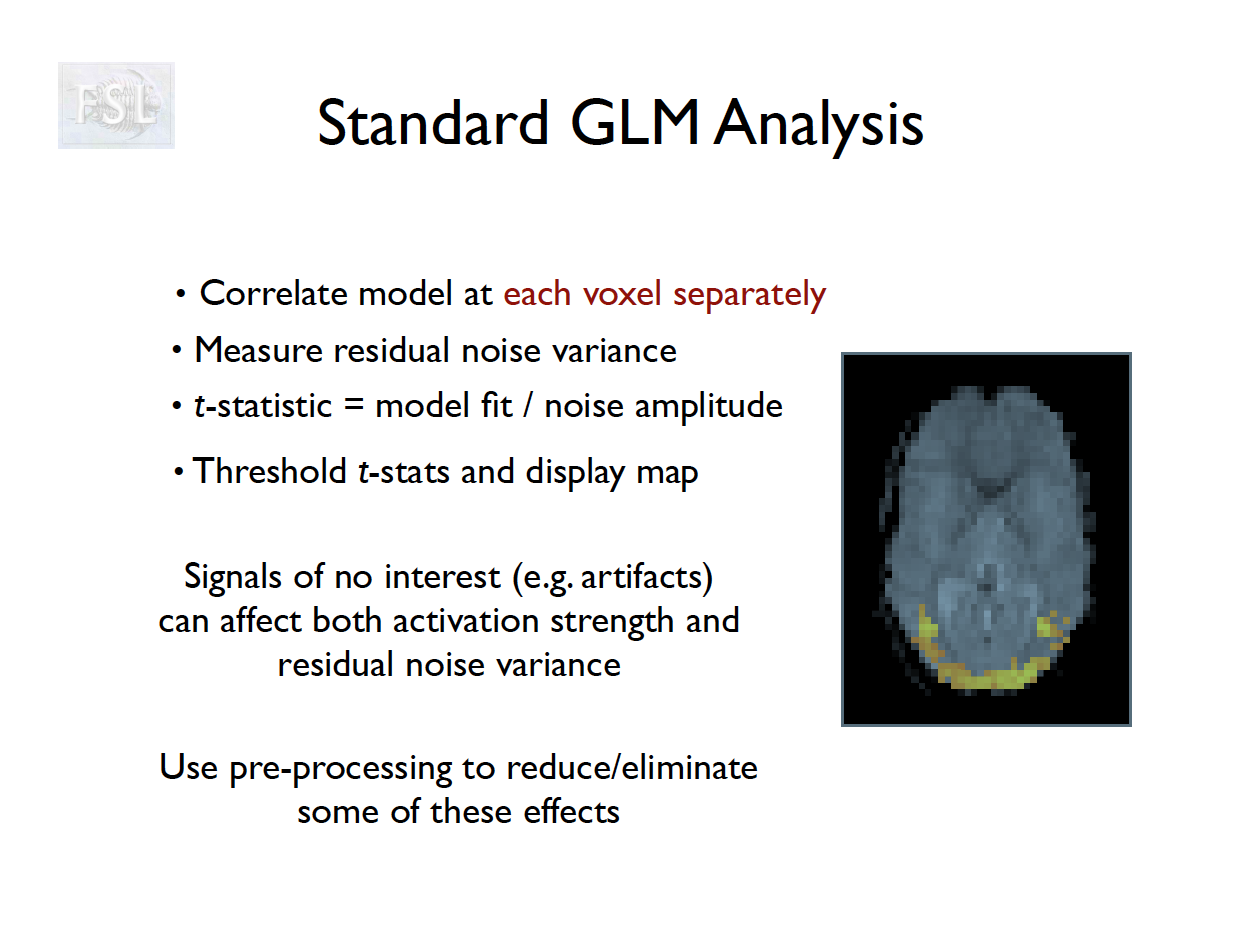 FSL
Standard GLM Analysis
• Correlate model at each voxel separately
• Measure residual noise variance
• t-statistic = model fit / noise amplitude
• Threshold t-stats and display map
Signals of no interest (e.g. artifacts)
can affect both activation strength and
residual noise variance
Use pre-processing to reduce/eliminate
some of these effects